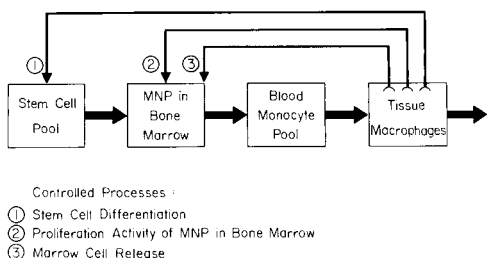 ① ② ③
Stem Cell
Pool
MNP in
Bone
Marrow
Blood
Monocyte
Pool
Tissue
Macrophages
Controlled Processes :
① Stem Cell Differentiation
② Proliferation Activity of MNP in Bone Marrow
③ Marrow Cell Release